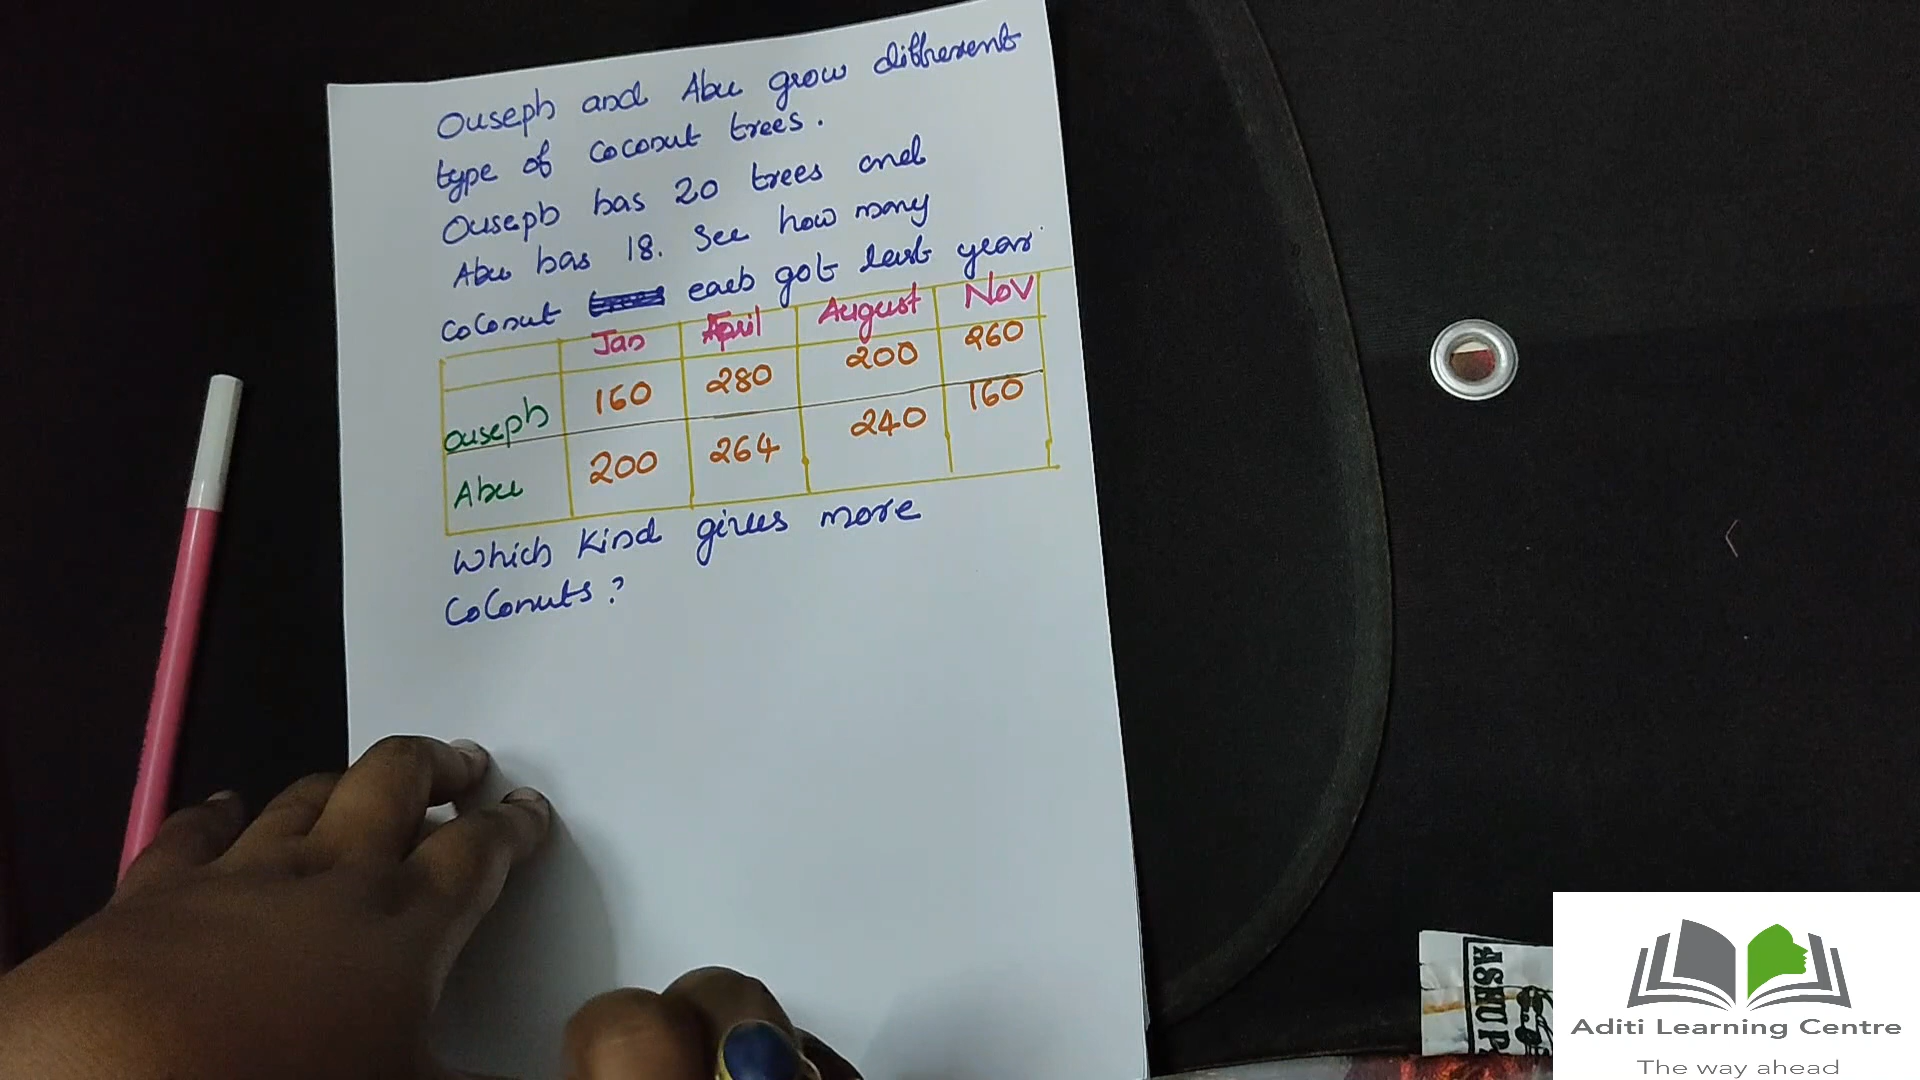 Ouseph and Abu grow different
type of coconut trees.
Ouseph has 20 trees and
Abu has 18. See how many
coconut each got last year
Jan April August Nov
Ouseph 160 280 200 260
Abu 200 264 240 160
Which kind gives more
coconuts?
ASHU P
Aditi Learning Centre
The way ahead